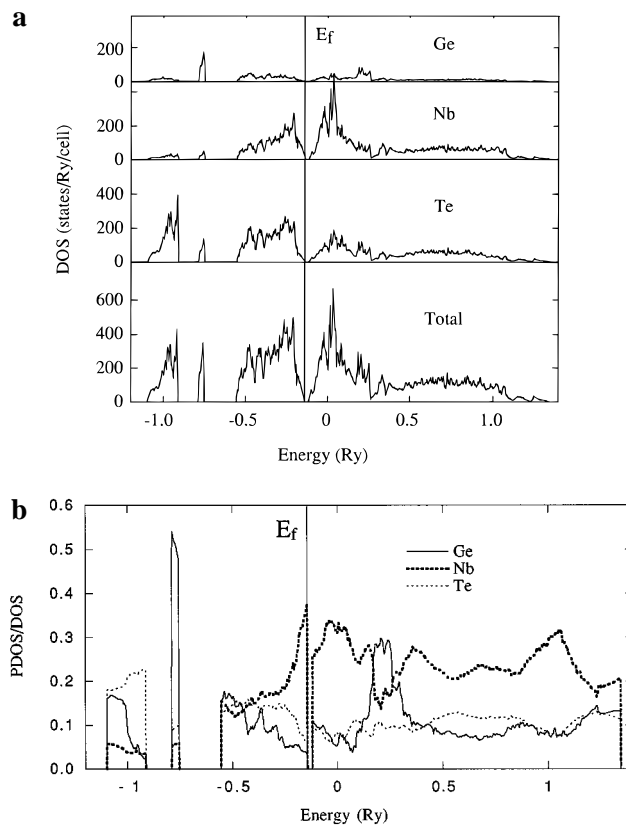 a
E_f
200
0
Ge
200
0
Nb
400
200
0
Te
600
400
200
0
Total
DOS (states/Ry/cell)
-1.0 -0.5 0 0.5 1.0
Energy (Ry)
b
0.6
0.5
0.4
0.3
0.2
0.1
0.0
PDOS/DOS
E_f
Ge
Nb
Te
- 1 -0.5 0 0.5 1
Energy (Ry)